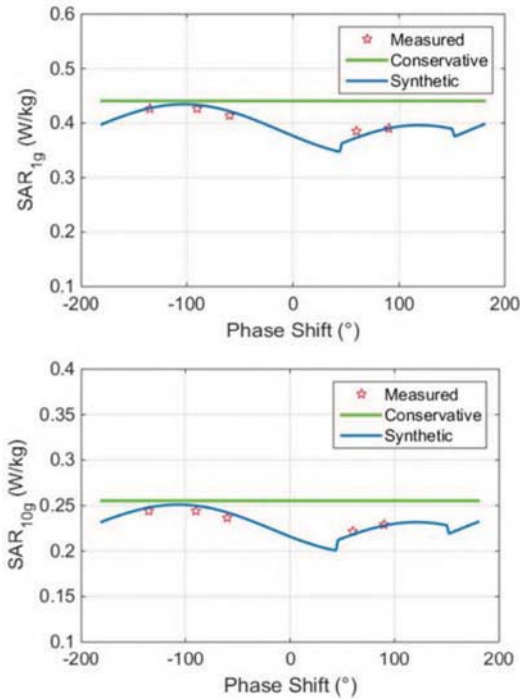 0.6
Measured
Conservative
Synthetic
0.5
0.4
0.3
0.2
0.1
SAR1g (W/kg)
-200 -100 0 100 200
Phase Shift (°)
0.4
Measured
Conservative
Synthetic
0.35
0.3
0.25
0.2
0.15
0.1
SAR10g (W/kg)
-200 -100 0 100 200
Phase Shift (°)